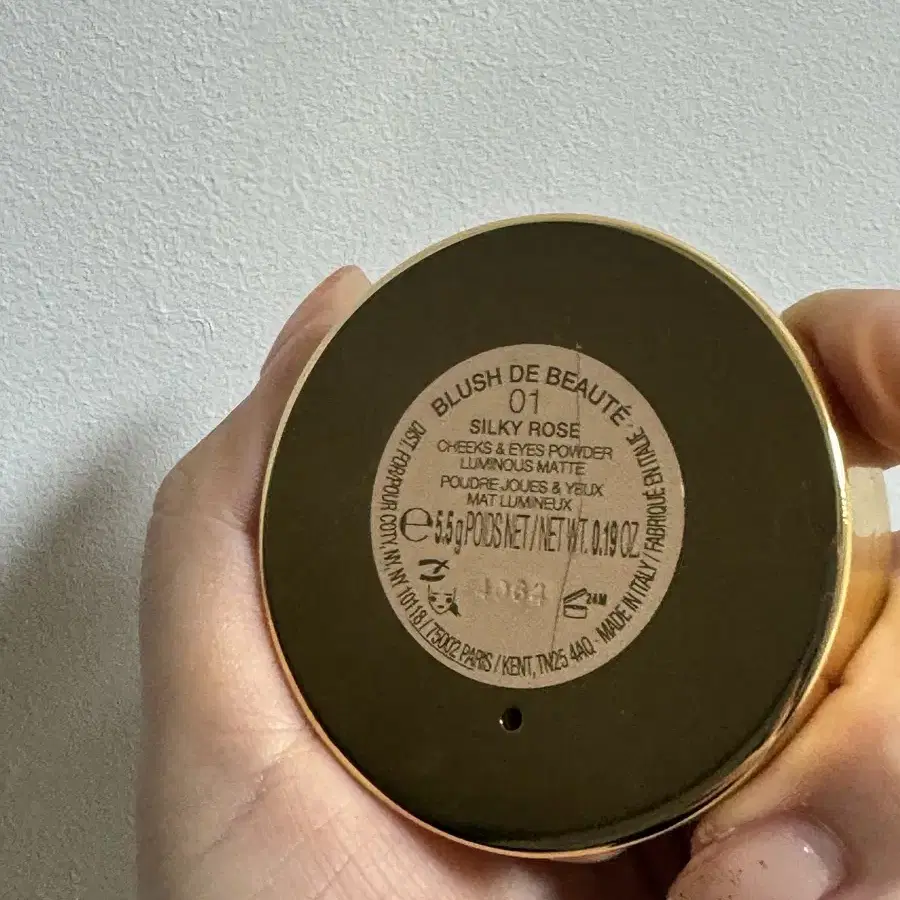 BLUSH DE BEAUTÉ
01
SILKY ROSE
CHEEKS & EYES POWDER
LUMINOUS MATTE
POUDRE JOUES & YEUX
MAT LUMINEUX
e 5.5g POIDS NET / NET WT. 0.19 OZ.
24M
DIST. FOR/POUR COTY, NY, NY 10118 / 75002 PARIS / KENT, TN25 4AQ - MADE IN ITALY / FABRIQUÉ EN ITALIE -